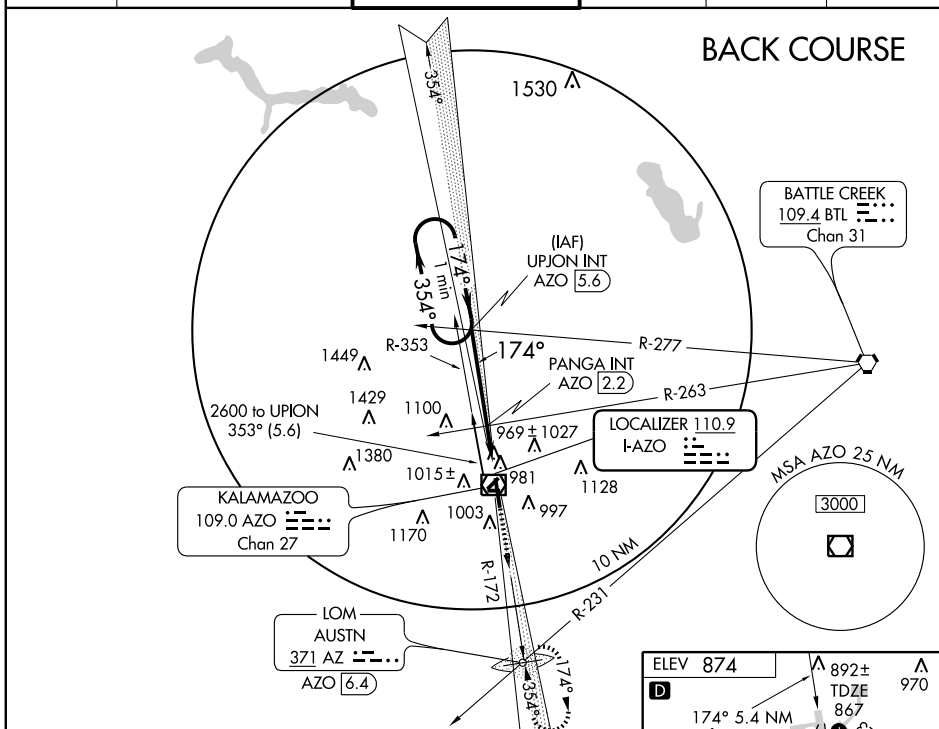 BACK COURSE
354°
1530
BATTLE CREEK
109.4 BTL
Chan 31
(IAF)
UPJON INT
AZO 5.6
174°
1 min
354°
R-353
174°
R-277
1449
PANGA INT
AZO 2.2
R-263
1429
1100
2600 to UPION
353° (5.6)
LOCALIZER 110.9
I-AZO
969 ± 1027
1380
1015 ±
981
1128
MSA AZO 25 NM
3000
KALAMAZOO
109.0 AZO
Chan 27
1170
1003
997
10 NM
R-172
R-231
LOM
AUSTN
371 AZ
AZO 6.4
174°
354°
ELEV 874
D
892 ±
970
TDZE
867
174° 5.4 NM